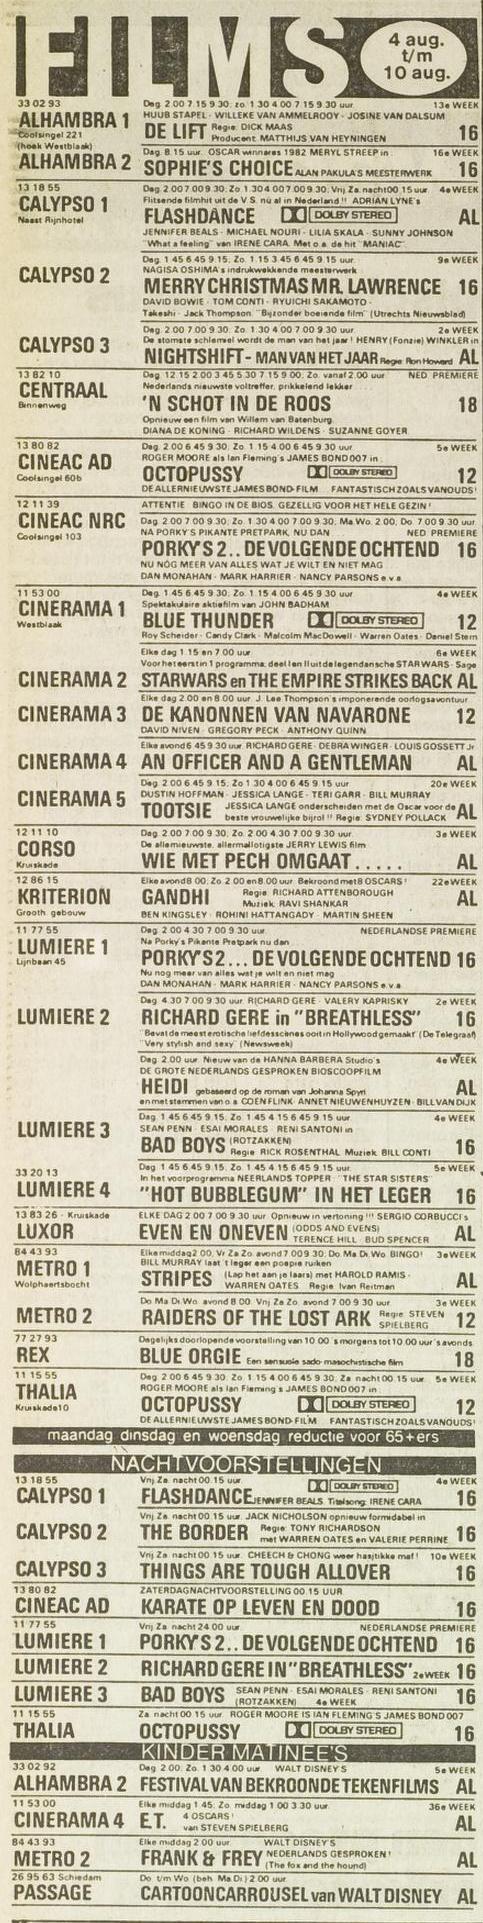 FILMS
4 aug.
t/m
10 aug.
33 02 93
Dag. 2.00 7.15 9.30; zo. 1.30 4.00 7.15 9.30 uur. 13e WEEK
ALHAMBRA 1
HUUB STAPEL - WILLEKE VAN AMMELROOY - JOSINE VAN DALSUM
Coolsingel 221
DE LIFT Regie: DICK MAAS
Producent: MATTHIJS VAN HEYNINGEN 16
(hoek Westblaak)
Dag. 8.15 uur. OSCAR winnares 1982 MERYL STREEP in: 16e WEEK
ALHAMBRA 2 SOPHIE'S CHOICE ALAN PAKULA'S MEESTERWERK 16
13 18 55
Dag. 2.00 7.00 9.30; Zo. 1.30 4.00 7.00 9.30; Vrij Za. nacht 00.15 uur. 4e WEEK
CALYPSO 1
Flitsende filmhit uit de V.S. nu al in Nederland!! ADRIAN LYNE's
Naast Rijnhotel
FLASHDANCE DOLBY STEREO AL
JENNIFER BEALS - MICHAEL NOURI - LILIA SKALA - SUNNY JOHNSON
"What a feeling" van IRENE CARA. Met o.a. de hit "MANIAC".
Dag. 1.45 6.45 9.15; Zo. 1.15 3.45 6.45 9.15 uur. 9e WEEK
CALYPSO 2
NAGISA OSHIMA's indrukwekkende meesterwerk
MERRY CHRISTMAS MR. LAWRENCE 16
DAVID BOWIE - TOM CONTI - RYUICHI SAKAMOTO -
Takeshi - Jack Thompson. "Bijzonder boeiende film" (Utrechts Nieuwsblad)
Dag. 2.00 7.00 9.30; Zo. 1.30 4.00 7.00 9.30 uur. 2e WEEK
CALYPSO 3
De stomste schlemiel wordt de man van het jaar! HENRY (Fonzie) WINKLER in
NIGHTSHIFT - MAN VAN HET JAAR Regie: Ron Howard AL
13 82 10
Dag. 12.15 2.00 3.45 5.30 7.15 9.00; Zo. vanaf 2.00 uur. NED. PREMIERE
CENTRAAL
Nederlands nieuwste voltreffer, prikkelend lekker . . .
Binnenweg
'N SCHOT IN DE ROOS 18
Opnieuw een film van Willem van Batenburg.
DIANA DE KONING - RICHARD WILDENS - SUZANNE GOYER.
13 80 82
Dag. 2.00 6.45 9.30; Zo. 1.15 4.00 6.45 9.30 uur. 5e WEEK
CINEAC AD
ROGER MOORE als Ian Fleming's JAMES BOND 007 in:
Coolsingel 60b
OCTOPUSSY DOLBY STEREO 12
DE ALLERNIEUWSTE JAMES BOND-FILM FANTASTISCH ZOALS VANOUDS!
12 11 39
ATTENTIE BINGO IN DE BIOS. GEZELLIG VOOR HET HELE GEZIN!
CINEAC NRC
Dag. 2.00 7.00 9.30; Zo. 1.30 4.00 7.00 9.30; Ma.Wo. 2.00; Do. 7.00 9.30 uur.
Coolsingel 103
NA PORKY'S PIKANTE PRETPARK, NU DAN . . . NED. PREMIERE
PORKY'S 2.. DE VOLGENDE OCHTEND 16
NU NÓG MEER VAN ALLES WAT JE WILT EN NIET MAG
DAN MONAHAN - MARK HARRIER - NANCY PARSONS e.v.a.
11 53 00
Dag. 1.45 6.45 9.30; Zo. 1.15 4.00 6.45 9.30 uur. 4e WEEK
CINERAMA 1
Spektakulaire aktiefilm van JOHN BADHAM
Westblaak
BLUE THUNDER DOLBY STEREO 12
Roy Scheider - Candy Clark - Malcolm MacDowell - Warren Oates - Daniel Stern
Elke dag 1.15 en 7.00 uur. 6e WEEK
Voor het eerst in 1 programma; deel I en II uit de legendarische STAR WARS - Sage
CINERAMA 2 STARWARS en THE EMPIRE STRIKES BACK AL
Elke dag 2.00 en 8.00 uur. J. Lee Thompson's imponerende oorlogsavontuur
CINERAMA 3 DE KANONNEN VAN NAVARONE 12
DAVID NIVEN - GREGORY PECK - ANTHONY QUINN
Elke avond 6.45 9.30 uur. RICHARD GERE - DEBRA WINGER - LOUIS GOSSETT Jr
CINERAMA 4 AN OFFICER AND A GENTLEMAN AL
Dag. 2.00 6.45 9.15; Zo 1.30 4.00 6.45 9.15 uur. 20e WEEK
CINERAMA 5
DUSTIN HOFFMAN - JESSICA LANGE - TERI GARR - BILL MURRAY
TOOTSIE JESSICA LANGE onderscheiden met de Oscar voor de
beste vrouwelijke bijrol!! Regie: SYDNEY POLLACK AL
12 11 10
Dag. 2.00 7.00 9.30; Zo. 2.00 4.30 7.00 9.30 uur. 3e WEEK
CORSO
De allernieuwste, allermallotigste JERRY LEWIS film
Kruiskade
WIE MET PECH OMGAAT..... AL
12 86 15
Elke avond 8.00; Zo. 2.00 en 8.00 uur. Bekroond met 8 OSCARS! 22e WEEK
KRITERION
GANDHI Regie: RICHARD ATTENBOROUGH
Muziek: RAVI SHANKAR AL
Grooth. gebouw
BEN KINGSLEY - ROHINI HATTANGADY - MARTIN SHEEN
11 77 55
Dag. 2.00 4.30 7.00 9.30 uur. NEDERLANDSE PREMIERE
LUMIERE 1
Na Porky's Pikante Pretpark nu dan
Lijnbaan 45
PORKY'S 2... DE VOLGENDE OCHTEND 16
Nu nog meer van alles wat je wilt en niet mag
DAN MONAHAN - MARK HARRIER - NANCY PARSONS e.v.a.
Dag. 4.30 7.00 9.30 uur. RICHARD GERE - VALERY KAPRISKY 2e WEEK
LUMIERE 2 RICHARD GERE in "BREATHLESS" 16
"Bevat de meest erotische liefdesscenes ooit in Hollywood gemaakt" (De Telegraaf)
"Very stylish and sexy" (Newsweek)
Dag. 2.00 uur. Nieuw van de HANNA BARBERA Studio's 4e WEEK
DE GROTE NEDERLANDS GESPROKEN BIOSCOOPFILM
HEIDI gebaseerd op de roman van Johanna Spyri AL
en met stemmen van o.a. COEN FLINK - ANNET NIEUWENHUYZEN - BILL VAN DIJK
Dag. 1.45 6.45 9.15; Zo. 1.45 4.15 6.45 9.15 uur. 4e WEEK
LUMIERE 3
SEAN PENN - ESAI MORALES - RENI SANTONI in
BAD BOYS (ROTZAKKEN)
Regie: RICK ROSENTHAL Muziek: BILL CONTI 16
33 20 13
Dag. 1.45 6.45 9.15; Zo. 1.45 4.15 6.45 9.15 uur. 5e WEEK
LUMIERE 4
In het voorprogramma NEERLANDS TOPPER: "THE STAR SISTERS"
"HOT BUBBLEGUM" IN HET LEGER 16
13 83 26 - Kruiskade
ELKE DAG 2.00 7.00 9.30 uur. Opnieuw in vertoning!!! SERGIO CORBUCCI's
LUXOR EVEN EN ONEVEN (ODDS AND EVENS)
TERENCE HILL - BUD SPENCER AL
84 43 93
Elke middag 2.00; Vr Za Zo. avond 7.00 9.30; Do Ma Di Wo. BINGO! 3e WEEK
METRO 1
BILL MURRAY laat 't leger een poepie ruiken
Wolphaertsbocht
STRIPES (Lap het aan je laars) met HAROLD RAMIS -
WARREN OATES Regie: Ivan Reitman AL
Do Ma Di Wo. avond 8.00; Vrij Za Zo. avond 7.00 9.30 uur. 3e WEEK
METRO 2 RAIDERS OF THE LOST ARK Regie: STEVEN
SPIELBERG 12
77 27 93
Dagelijks doorlopende voorstelling van 10.00 's morgens tot 10.00 uur 's avonds.
REX BLUE ORGIE Een sensuele sado-masochistische film 18
11 15 55
Dag. 2.00 6.45 9.30; Zo. 1.15 4.00 6.45 9.30; Za. nacht 00.15 uur. 5e WEEK
THALIA
ROGER MOORE als Ian Fleming's JAMES BOND 007 in:
Kruiskade 10
OCTOPUSSY DOLBY STEREO 12
DE ALLERNIEUWSTE JAMES BOND-FILM FANTASTISCH ZOALS VANOUDS!
maandag dinsdag en woensdag reductie voor 65+ers
NACHTVOORSTELLINGEN
13 18 55
Vrij Za. nacht 00.15 uur. DOLBY STEREO 4e WEEK
CALYPSO 1 FLASHDANCE JENNIFER BEALS. Titelsong: IRENE CARA 16
Vrij Za. nacht 00.15 uur. JACK NICHOLSON opnieuw formidabel in
CALYPSO 2 THE BORDER Regie: TONY RICHARDSON
met WARREN OATES en VALERIE PERRINE 16
Vrij Za. nacht 00.15 uur. CHEECH & CHONG weer hasjtikke maf! 10e WEEK
CALYPSO 3 THINGS ARE TOUGH ALLOVER 16
13 80 82
ZATERDAGNACHTVOORSTELLING 00.15 UUR.
CINEAC AD KARATE OP LEVEN EN DOOD 16
11 77 55
Vrij Za. nacht 24.00 uur. NEDERLANDSE PREMIERE
LUMIERE 1 PORKY'S 2.. DE VOLGENDE OCHTEND 16
LUMIERE 2 RICHARD GERE IN "BREATHLESS" 2e WEEK 16
LUMIERE 3 BAD BOYS SEAN PENN - ESAI MORALES - RENI SANTONI
(ROTZAKKEN) 4e WEEK 16
11 15 55
Za. nacht 00.15 uur. ROGER MOORE IS IAN FLEMING'S JAMES BOND 007
THALIA OCTOPUSSY DOLBY STEREO 16
KINDER MATINEE'S
33 02 92
Dag. 2.00; Zo. 1.30 4.00 uur. WALT DISNEY'S 5e WEEK
ALHAMBRA 2 FESTIVAL VAN BEKROONDE TEKENFILMS AL
11 53 00
Elke middag 1.45; Zo. middag 1.00 3.30 uur. 36e WEEK
CINERAMA 4 E.T. 4 OSCARS!
van STEVEN SPIELBERG AL
84 43 93
Elke middag 2.00 uur. WALT DISNEY'S
METRO 2 FRANK & FREY NEDERLANDS GESPROKEN!
(The fox and the hound) AL
26 95 63 Schiedam
Do. t/m Wo. (beh. Ma.Di.) 2.00 uur.
PASSAGE CARTOONCARROUSEL van WALT DISNEY AL